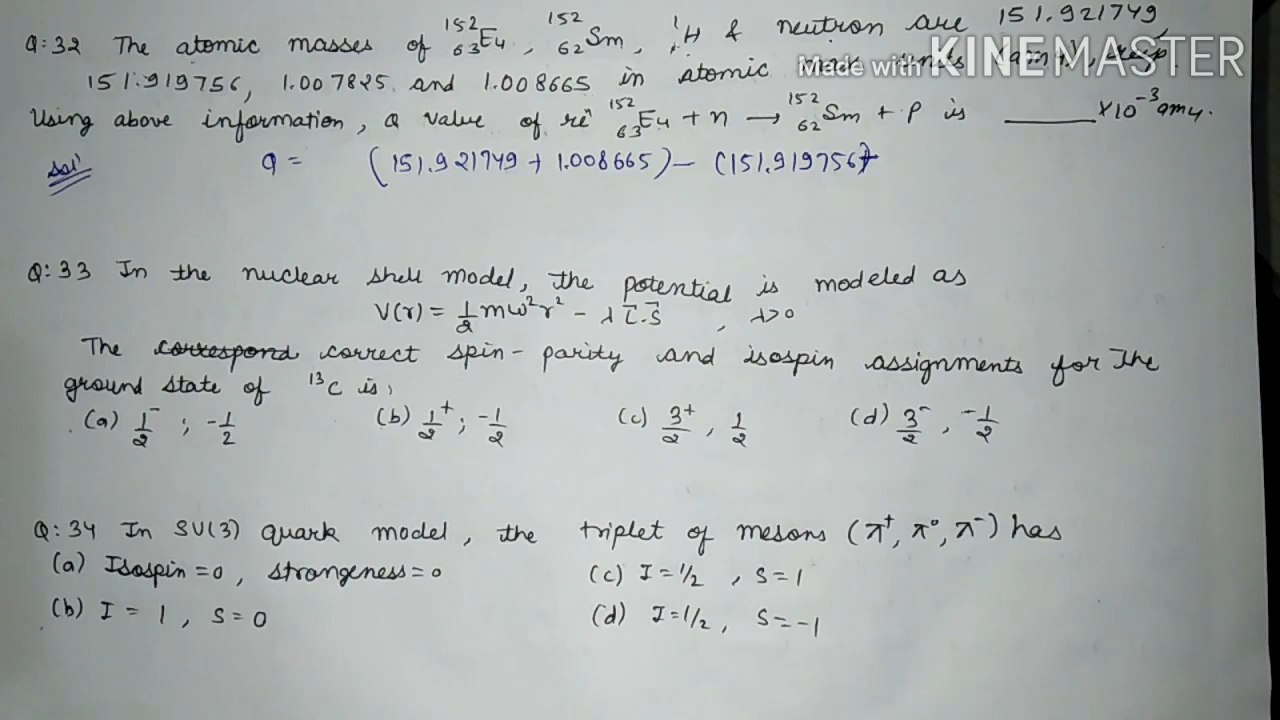 Q:32 The atomic masses of ¹⁵²₆₃Eu, ¹⁵²₆₂Sm, ¹₁H & neutron are 151.921749,
151.919756, 1.007825 and 1.008665 in atomic
Made with KINEMASTER
Using above information, Q value of rëⁿ ¹⁵²₆₃Eu + n → ¹⁵²₆₂Sm + P is ______ ×10⁻³ amu.
Solⁿ Q = (151.921749 + 1.008665) - (151.919756 +
Q:33 In the nuclear shell model, the potential is modeled as
V(r) = 1/2 mω²r² - λ L⃗.S⃗ , λ>0
The correspond correct spin-parity and isospin assignments for The
ground state of ¹³C is,
(a) 1/2⁻ ; -1/2 (b) 1/2⁺ ; -1/2 (c) 3/2⁺ , 1/2 (d) 3/2⁻ , -1/2
Q:34 In SU(3) quark model, the triplet of mesons (π⁺, π⁰, π⁻) has
(a) Isospin = 0, strangeness = 0 (c) I = 1/2 , S = 1
(b) I = 1, S = 0 (d) I = 1/2, S = -1